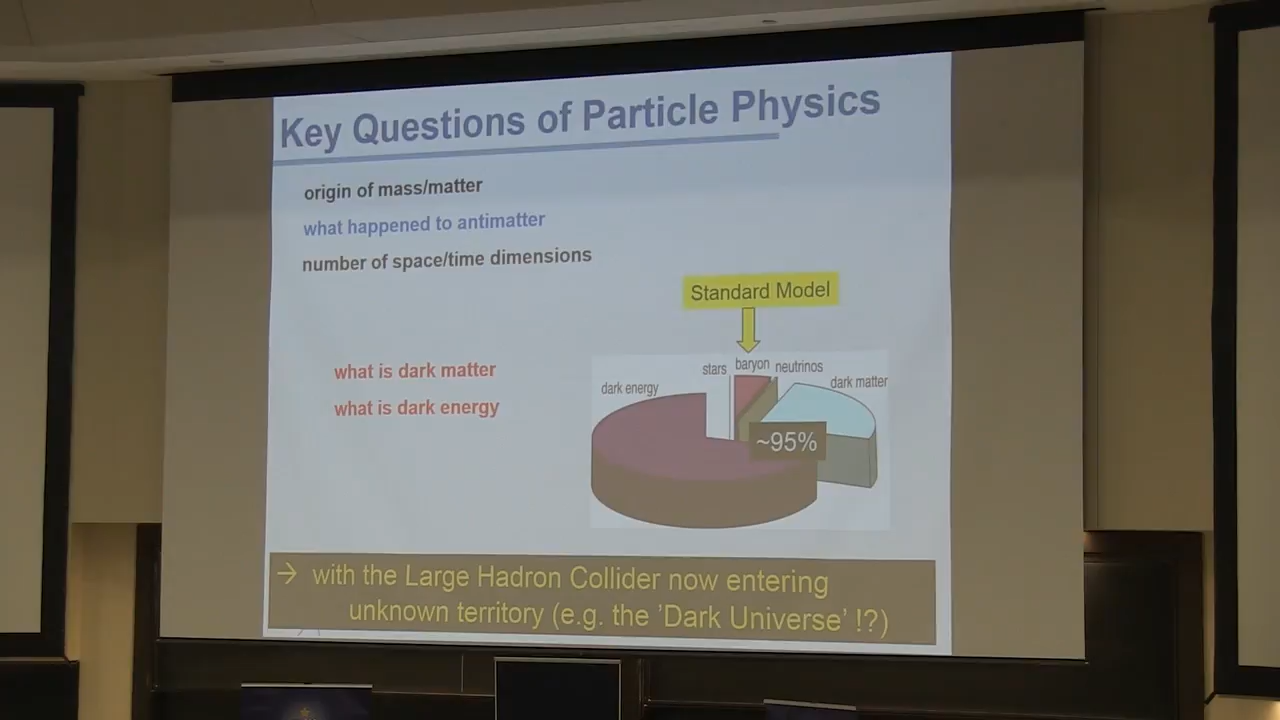 Key Questions of Particle Physics
origin of mass/matter
what happened to antimatter
number of space/time dimensions
Standard Model
what is dark matter
what is dark energy
stars baryon neutrinos
dark energy
dark matter
~95%
→ with the Large Hadron Collider now entering
unknown territory (e.g. the 'Dark Universe' !?)